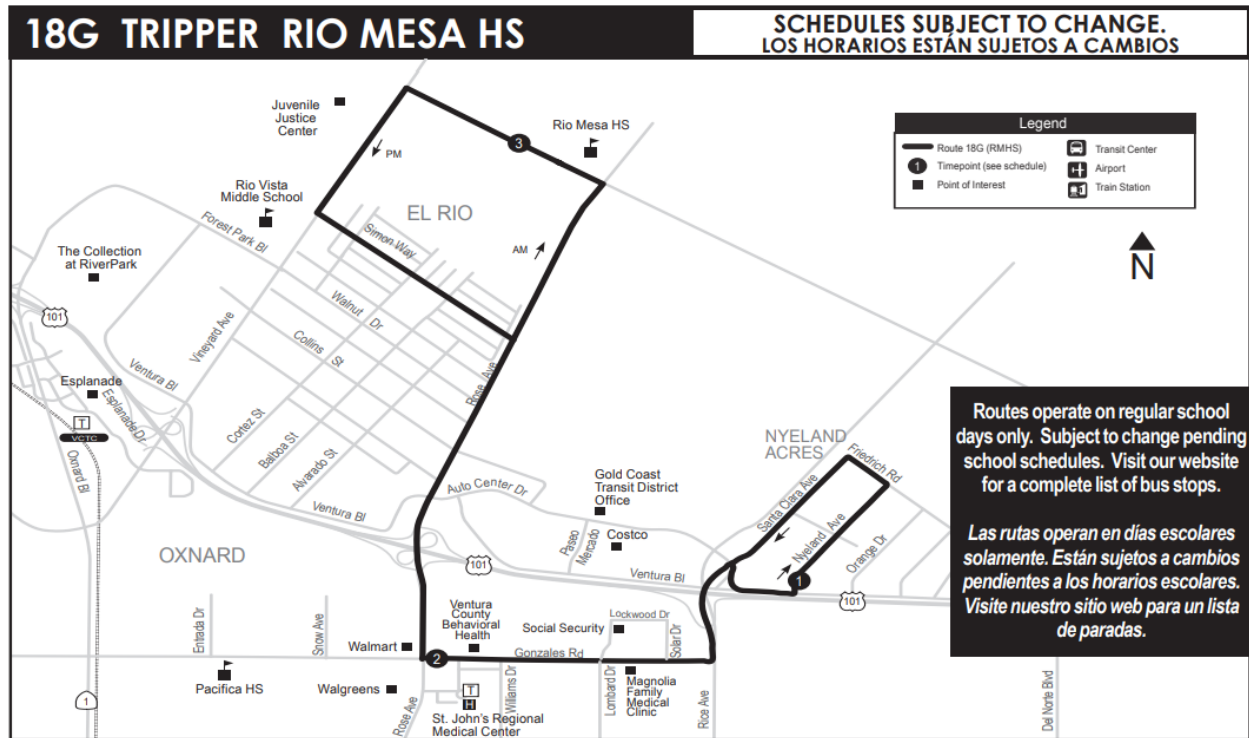 18G TRIPPER RIO MESA HS
SCHEDULES SUBJECT TO CHANGE.
LOS HORARIOS ESTÁN SUJETOS A CAMBIOS
Juvenile
Justice
Center
Rio Mesa HS
3
PM
Legend
Route 18G (RMHS)
1
Timepoint (see schedule)
Point of Interest
Transit Center
Airport
Train Station
Rio Vista
Middle School
EL RIO
Forest Park Bl
Simon Way
AM
N
The Collection
at RiverPark
101
Walnut Dr
Vineyard Ave
Collins St
Ventura Bl
Rose Ave
Esplanade
Esplanade Dr
T
VCTC
Oxnard Bl
Cortez St
Balboa St
Alvarado St
Ventura Bl
Auto Center Dr
Gold Coast
Transit District
Office
NYELAND
ACRES
Friedrich Rd
Santa Clara Ave
Nyeland Ave
Orange Dr
Paseo
Mercado
Costco
OXNARD
101
Ventura Bl
1
101
Routes operate on regular school
days only. Subject to change pending
school schedules. Visit our website
for a complete list of bus stops.
Las rutas operan en días escolares
solamente. Están sujetos a cambios
pendientes a los horarios escolares.
Visite nuestro sitio web para un lista
de paradas.
Entrada Dr
Snow Ave
Walmart
2
Ventura
County
Behavioral
Health
Social Security
Lockwood Dr
Solar Dr
Gonzales Rd
Pacifica HS
1
Walgreens
Rose Ave
T
H
St. John's Regional
Medical Center
Williams Dr
Lombard Dr
Magnolia
Family
Medical
Clinic
Rice Ave
Del Norte Blvd